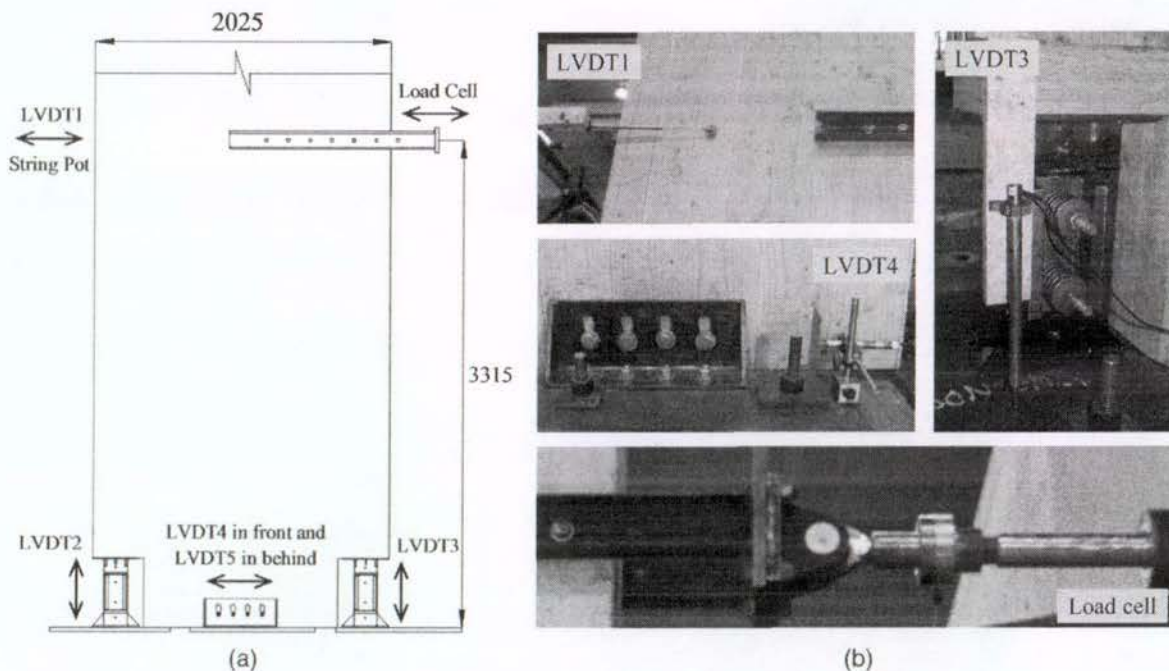 2025
LVDT1
String Pot
Load Cell
3315
LVDT4 in front and
LVDT5 in behind
LVDT2
LVDT3
(a)
LVDT1
LVDT3
LVDT4
Load cell
(b)